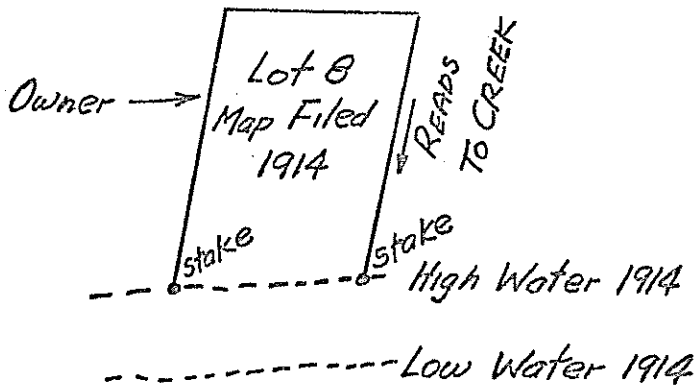 Lot 8
Map Filed
1914
Owner
READS
TO CREEK
stake
stake
High Water 1914
Low Water 1914